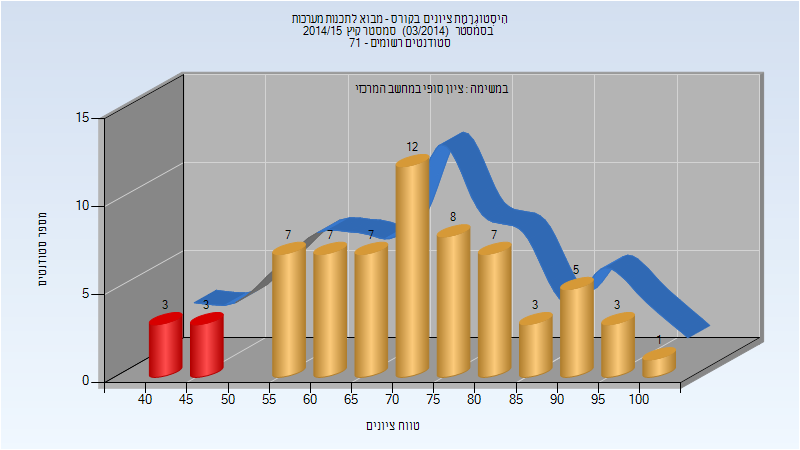 היסטוגרמת ציונים בקורס - מבוא לתכנות מערכות
בסמסטר (03/2014) סמסטר קיץ 2014/15
סטודנטים רשומים - 71
במשימה : ציון סופי במחשב המרכזי
15
10
5
0
מספר סטודנטים
3
3
7
7
7
12
8
7
3
5
3
1
40 45 50 55 60 65 70 75 80 85 90 95 100
טווח ציונים